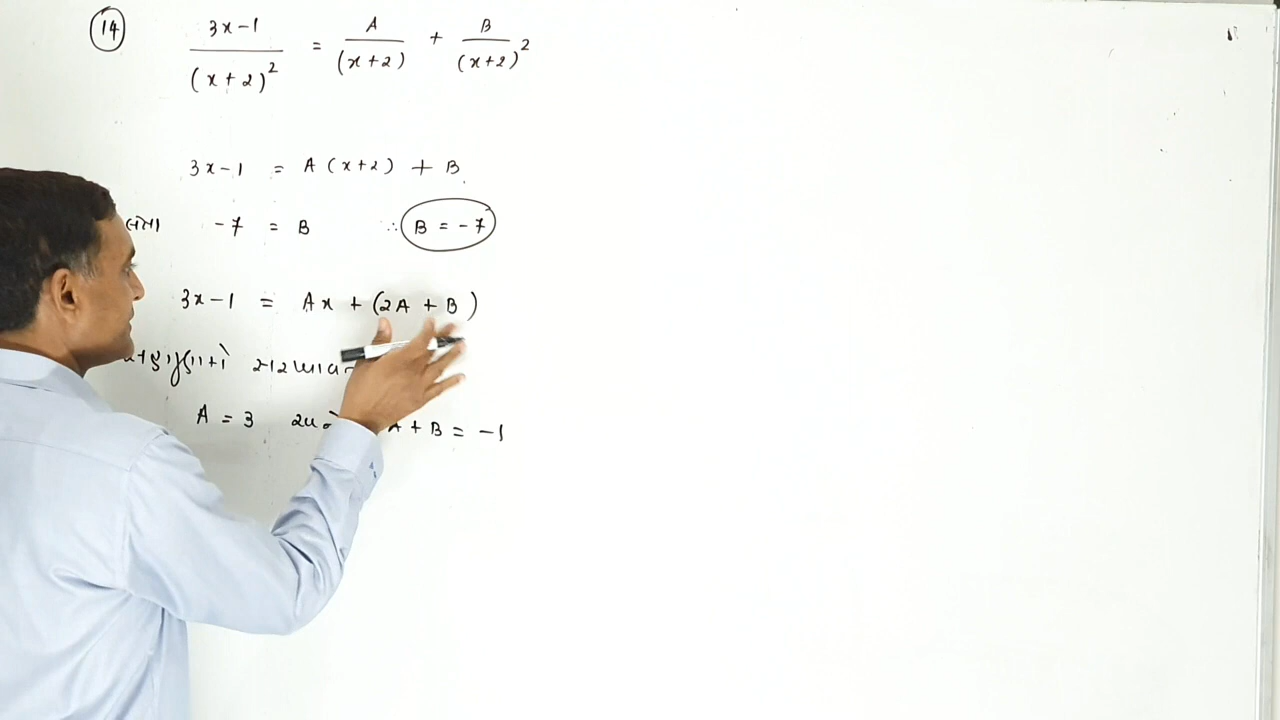 (14) (3x-1)/(x+2)² = A/(x+2) + B/(x+2)²
3x-1 = A(x+2) + B
-7 = B ∴ B = -7
3x-1 = Ax + (2A + B)
A = 3 અને A + B = -1